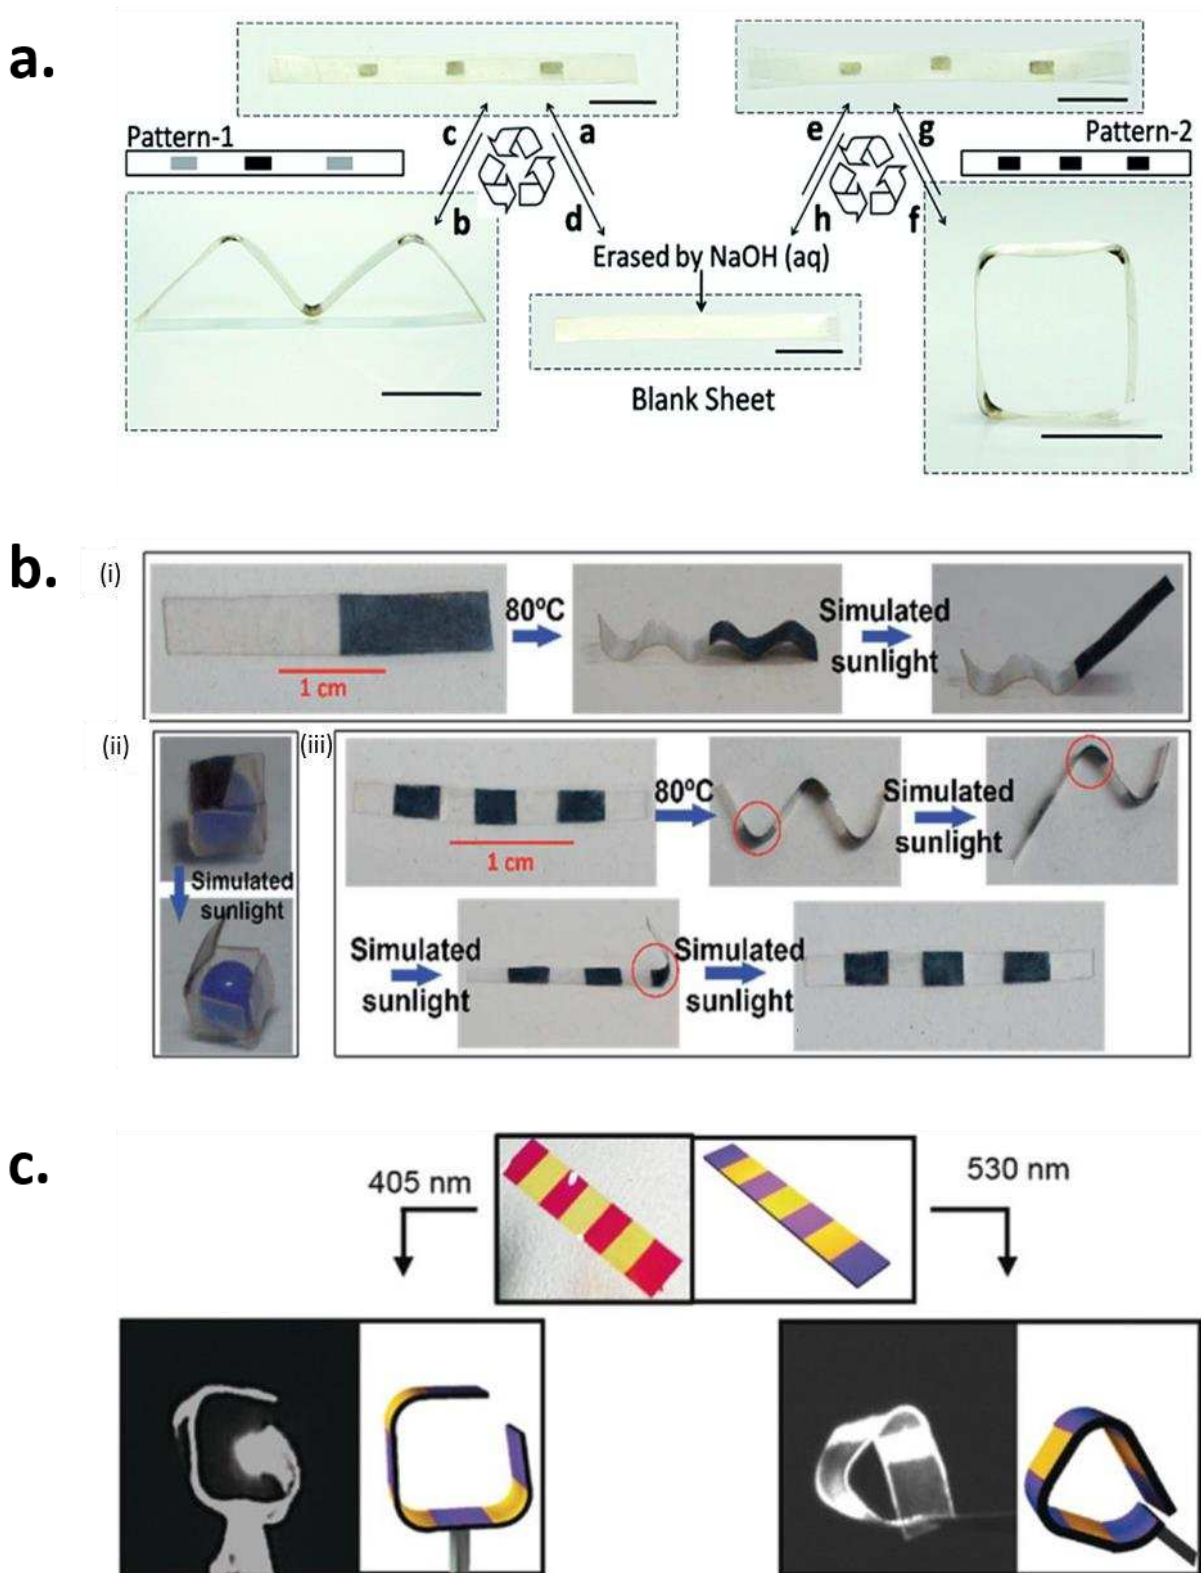 a.
c
a
e
g
Pattern-1
Pattern-2
b
d
h
f
Erased by NaOH (aq)
Blank Sheet
b.
(i)
80ºC
Simulated
sunlight
1 cm
(ii)
Simulated
sunlight
(iii)
80ºC
Simulated
sunlight
1 cm
Simulated
sunlight
Simulated
sunlight
c.
405 nm
530 nm